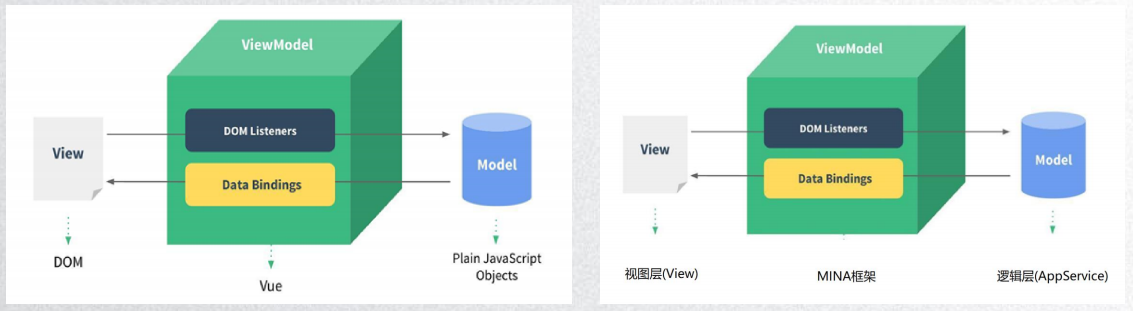 ViewModel
DOM Listeners
View
Model
Data Bindings
DOM
Vue
Plain JavaScript
Objects
ViewModel
DOM Listeners
View
Model
Data Bindings
视图层(View)
MINA框架
逻辑层(AppService)